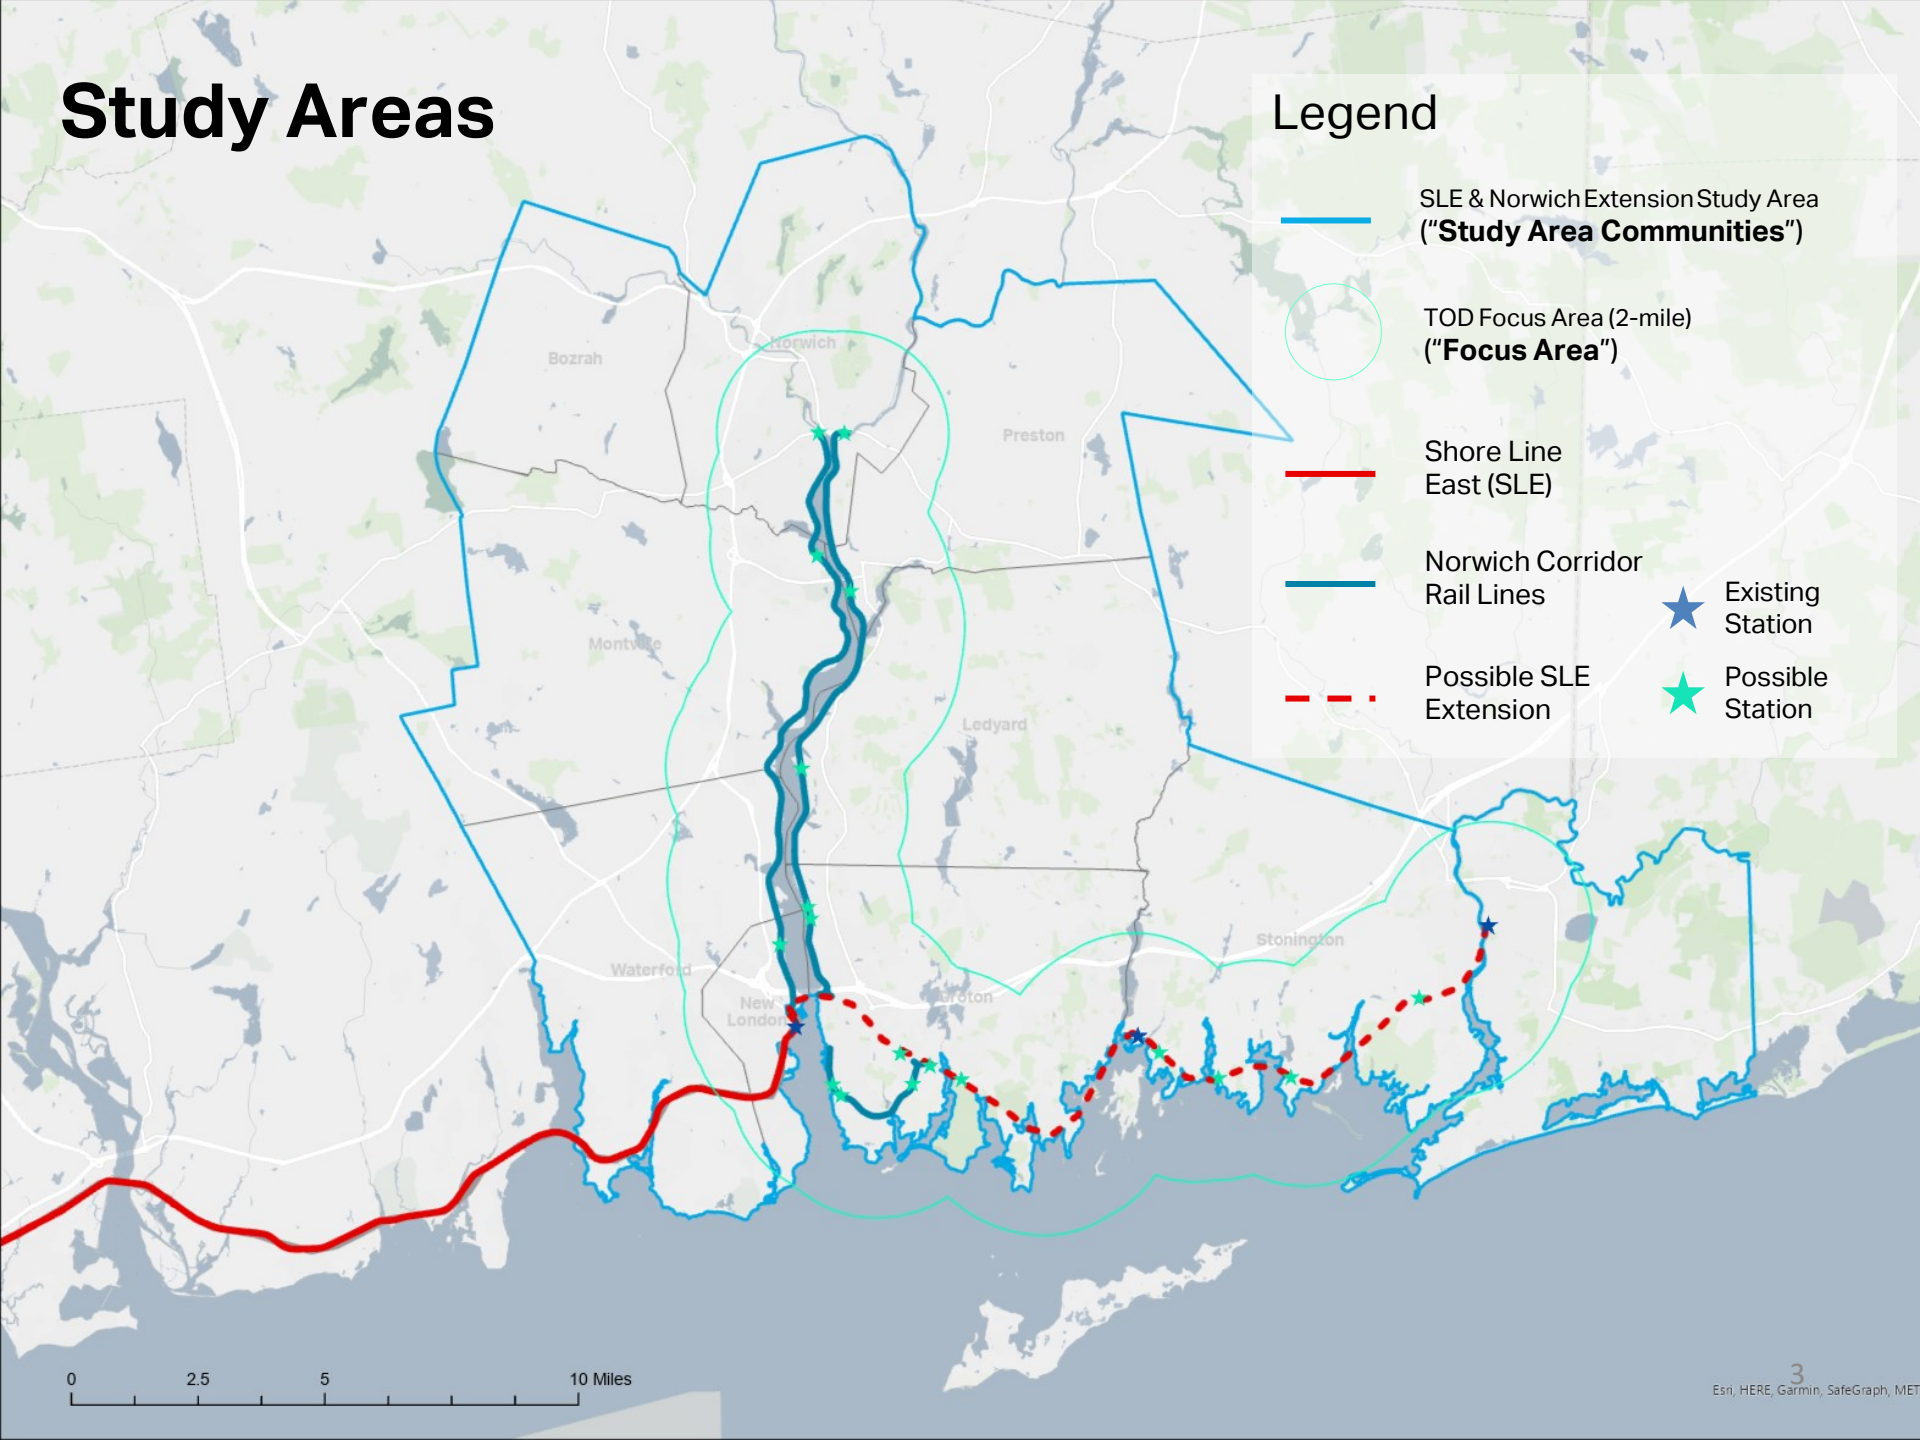 Study Areas
Legend
SLE & Norwich Extension Study Area
(“Study Area Communities”)
TOD Focus Area (2-mile)
(“Focus Area”)
Shore Line
East (SLE)
Norwich Corridor
Rail Lines
Existing
Station
Possible SLE
Extension
Possible
Station
Norwich
Bozrah
Preston
Montville
Ledyard
Stonington
Waterford
New
London
Groton
0 2.5 5 10 Miles
3
Esri, HERE, Garmin, SafeGraph, MET